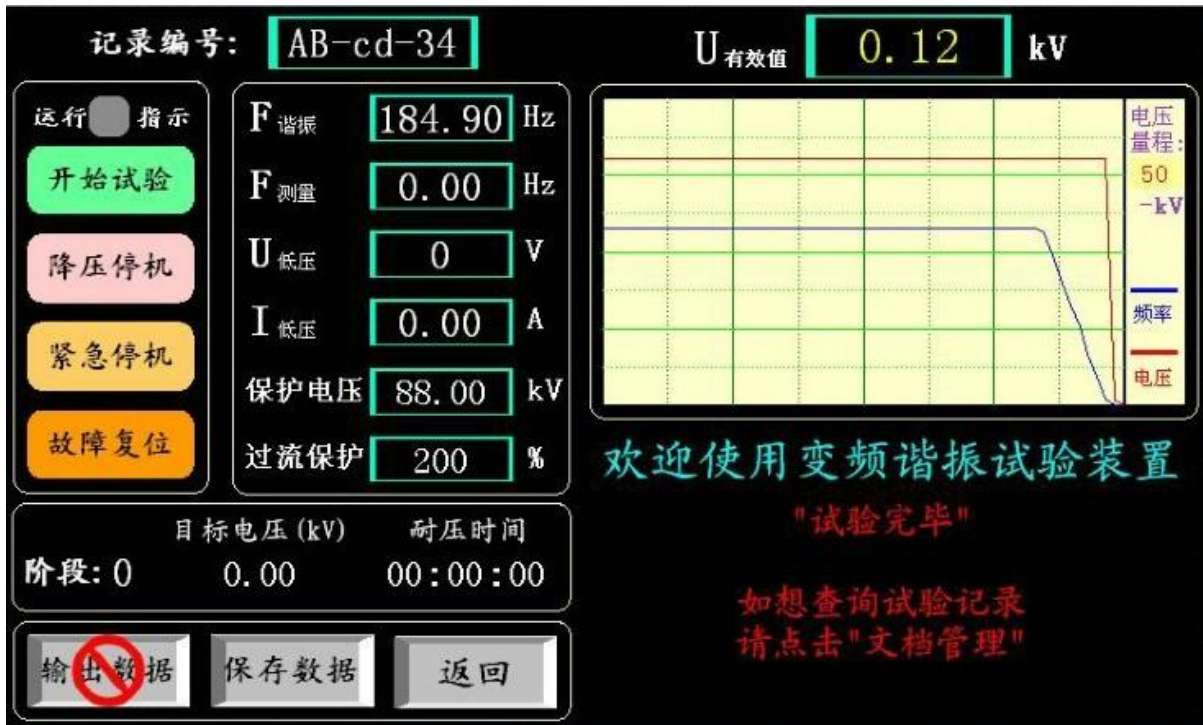 记录编号: AB-cd-34
U有效值 0.12 kV
运行 指示
开始试验
降压停机
紧急停机
故障复位
F谐振 184.90 Hz
F测量 0.00 Hz
U低压 0 V
I低压 0.00 A
保护电压 88.00 kV
过流保护 200 %
电压
量程:
50
-kV
频率
电压
欢迎使用变频谐振试验装置
"试验完毕"
如想查询试验记录
请点击"文档管理"
目标电压(kV) 耐压时间
阶段: 0 0.00 00:00:00
输出数据 保存数据 返回